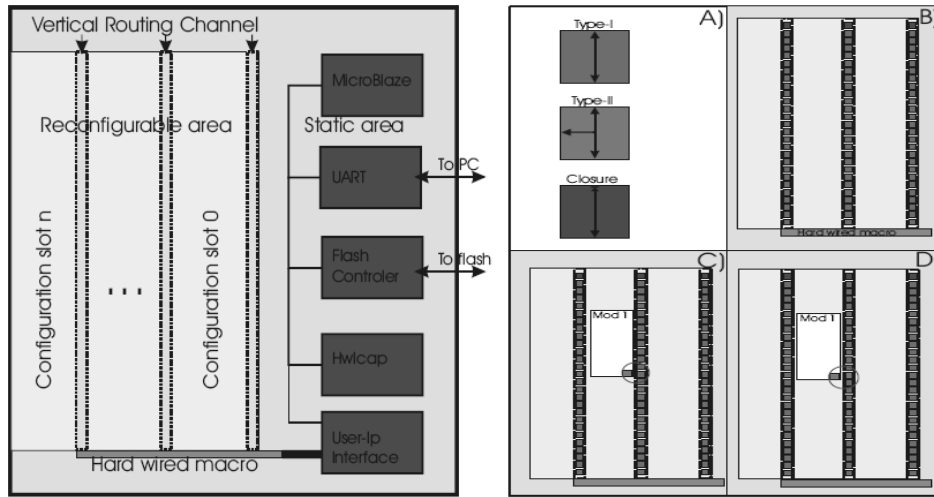 Vertical Routing Channel
MicroBlaze
Reconfigurable area
Static area
UART
To PC
Configuration slot n
...
Configuration slot 0
Flash
Controler
To flash
HwIcap
User-Ip
Interface
Hard wired macro
A)
Type-I
Type-II
Closure
B)
Hard wired macro
C)
Mod 1
D
Mod 1